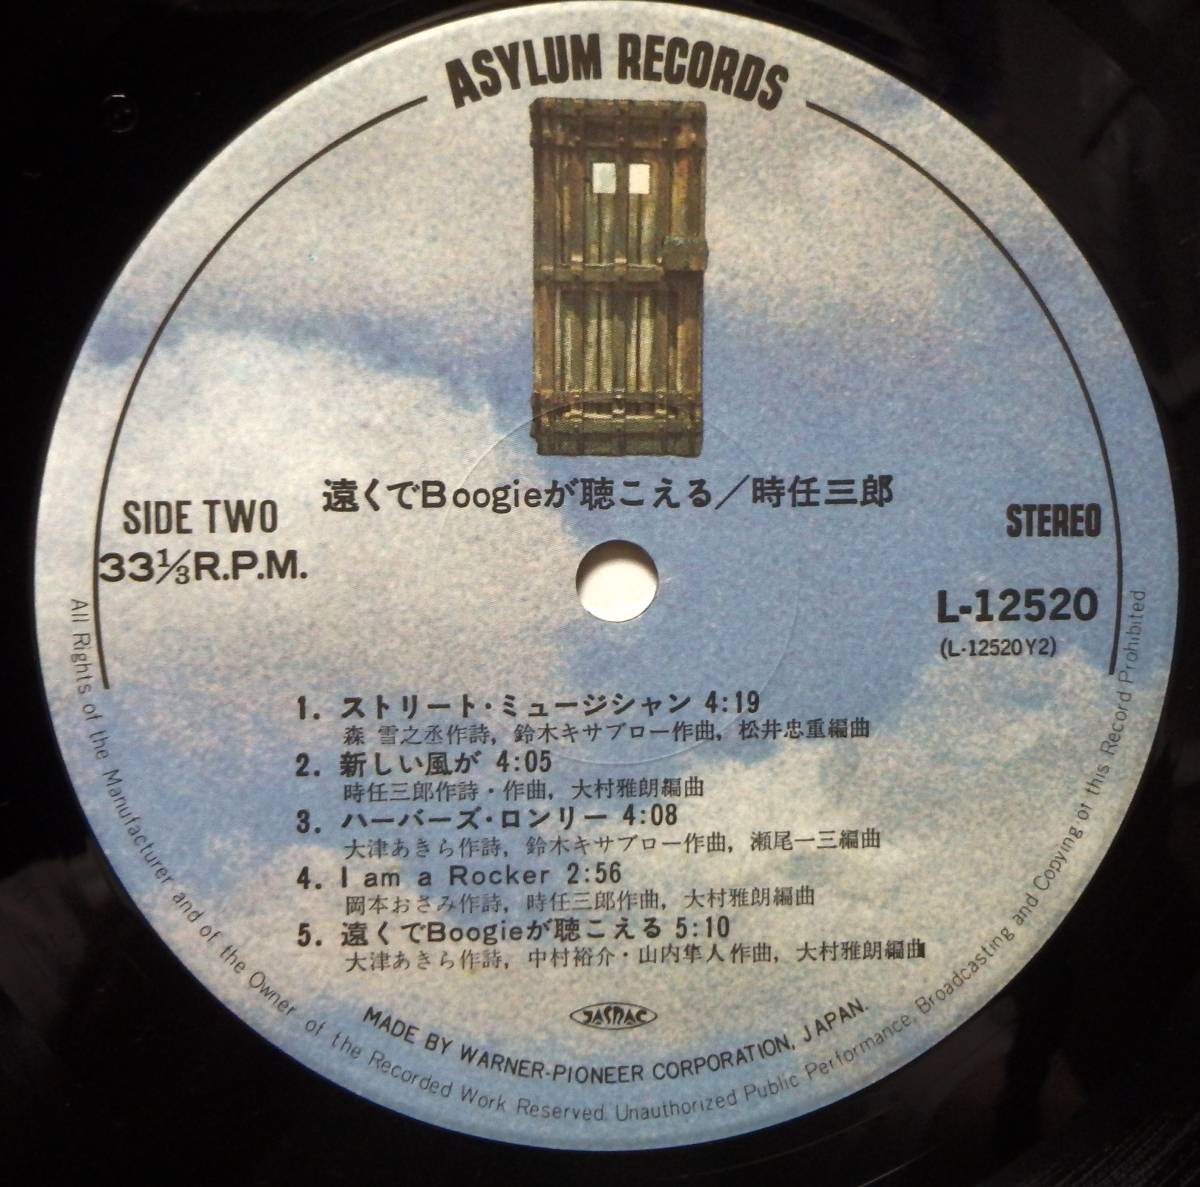 ASYLUM RECORDS
遠くでBoogieが聴こえる／時任三郎
SIDE TWO
33⅓R.P.M.
STEREO
L-12520
(L-12520Y2)
1. ストリート・ミュージシャン 4:19
森 雪之丞作詩, 鈴木キサブロー作曲, 松井忠重編曲
2. 新しい風が 4:05
時任三郎作詩・作曲, 大村雅朗編曲
3. ハーバーズ・ロンリー 4:08
大津あきら作詩, 鈴木キサブロー作曲, 瀬尾一三編曲
4. I am a Rocker 2:56
岡本おさみ作詩, 時任三郎作曲, 大村雅朗編曲
5. 遠くでBoogieが聴こえる 5:10
大津あきら作詩, 中村裕介・山内隼人作曲, 大村雅朗編曲
JASRAC
MADE BY WARNER-PIONEER CORPORATION, JAPAN.
All Rights of the Manufacturer and of the Owner of the Recorded Work Reserved. Unauthorized Public Performance, Broadcasting and Copying of this Record Prohibited